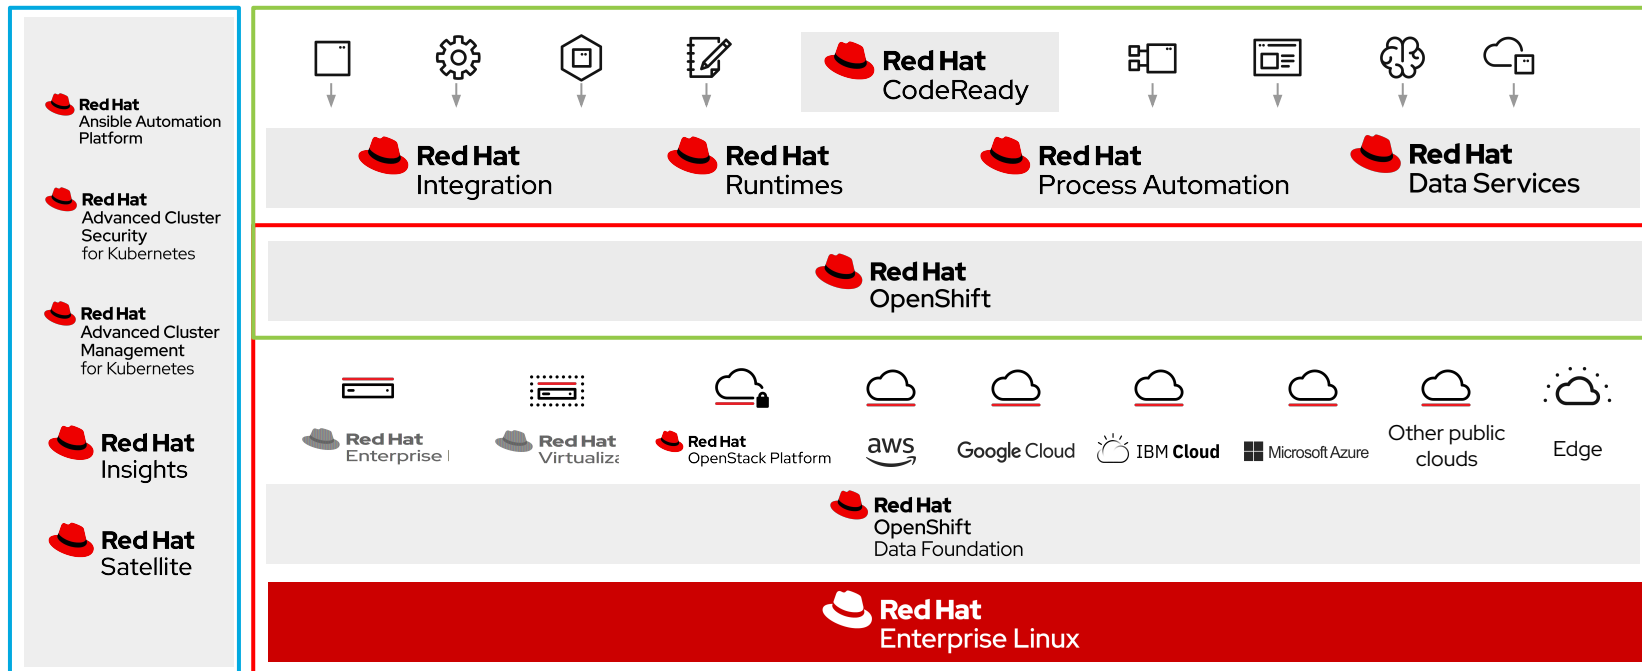 Red Hat
Ansible Automation
Platform
Red Hat
Advanced Cluster
Security
for Kubernetes
Red Hat
Advanced Cluster
Management
for Kubernetes
Red Hat
Insights
Red Hat
Satellite
Red Hat
CodeReady
Red Hat
Integration
Red Hat
Runtimes
Red Hat
Process Automation
Red Hat
Data Services
Red Hat
OpenShift
Red Hat
Enterprise
Red Hat
Red Hat
OpenStack Platform
aws
Google Cloud
IBM Cloud
Microsoft Azure
Other public
clouds
Edge
Red Hat
OpenShift
Data Foundation
Red Hat
Enterprise Linux